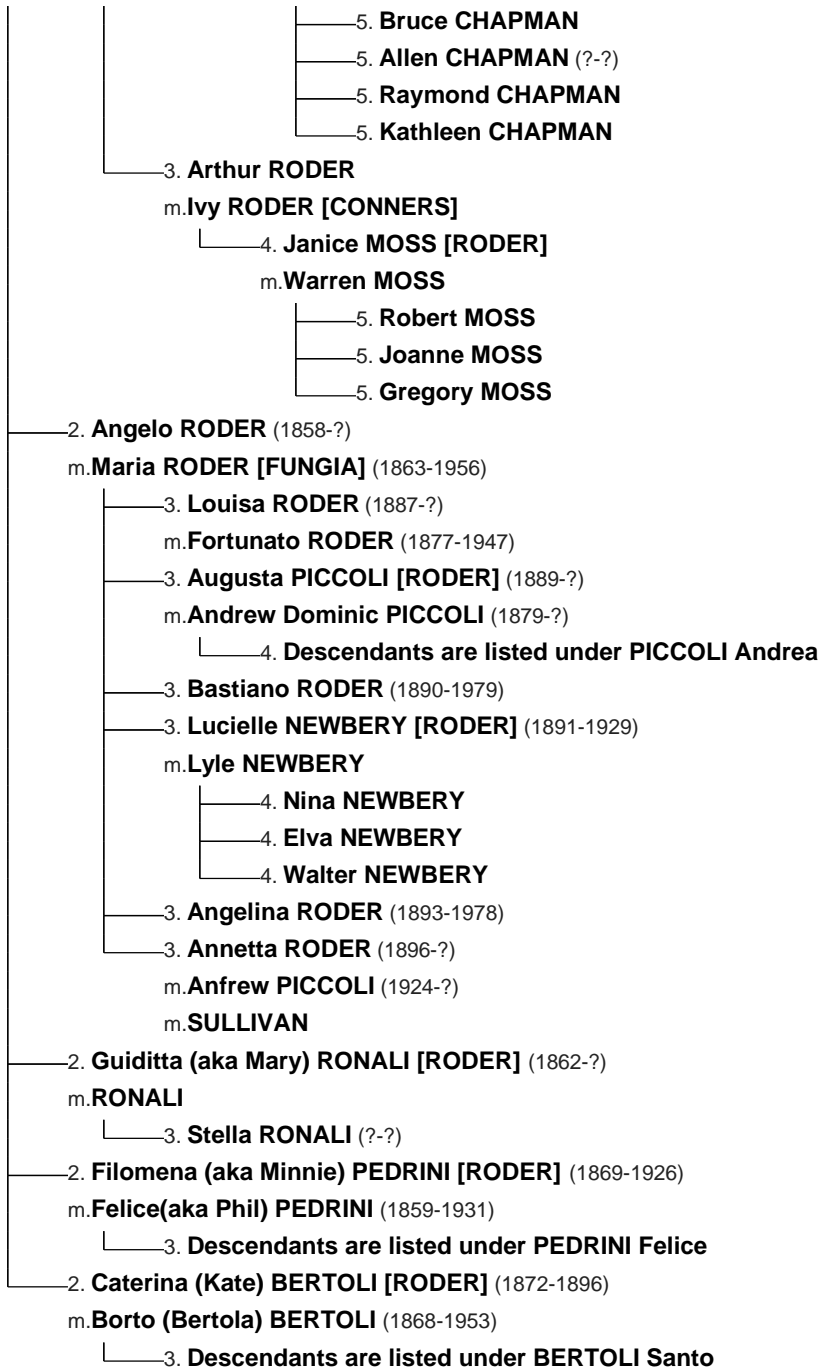 5. Bruce CHAPMAN
5. Allen CHAPMAN (?-?)
5. Raymond CHAPMAN
5. Kathleen CHAPMAN
3. Arthur RODER
m.Ivy RODER [CONNERS]
4. Janice MOSS [RODER]
m.Warren MOSS
5. Robert MOSS
5. Joanne MOSS
5. Gregory MOSS
2. Angelo RODER (1858-?)
m.Maria RODER [FUNGIA] (1863-1956)
3. Louisa RODER (1887-?)
m.Fortunato RODER (1877-1947)
3. Augusta PICCOLI [RODER] (1889-?)
m.Andrew Dominic PICCOLI (1879-?)
4. Descendants are listed under PICCOLI Andrea
3. Bastiano RODER (1890-1979)
3. Lucielle NEWBERY [RODER] (1891-1929)
m.Lyle NEWBERY
4. Nina NEWBERY
4. Elva NEWBERY
4. Walter NEWBERY
3. Angelina RODER (1893-1978)
3. Annetta RODER (1896-?)
m.Anfrew PICCOLI (1924-?)
m.SULLIVAN
2. Guiditta (aka Mary) RONALI [RODER] (1862-?)
m.RONALI
3. Stella RONALI (?-?)
2. Filomena (aka Minnie) PEDRINI [RODER] (1869-1926)
m.Felice(aka Phil) PEDRINI (1859-1931)
3. Descendants are listed under PEDRINI Felice
2. Caterina (Kate) BERTOLI [RODER] (1872-1896)
m.Borto (Bertola) BERTOLI (1868-1953)
3. Descendants are listed under BERTOLI Santo